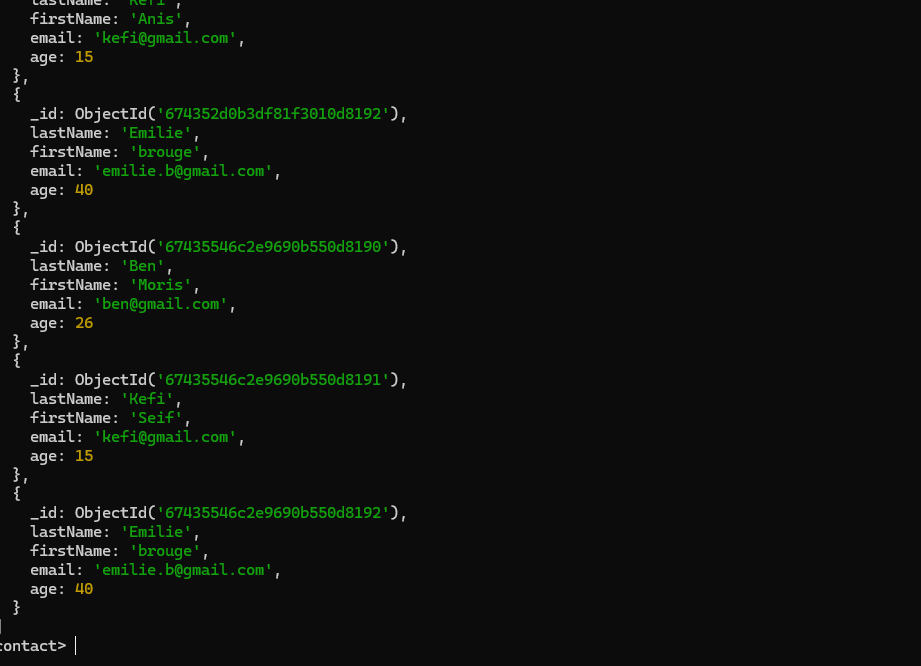 lastName: 'Kefi',
firstName: 'Anis',
email: 'kefi@gmail.com',
age: 15
},
{
_id: ObjectId('674352d0b3df81f3010d8192'),
lastName: 'Emilie',
firstName: 'brouge',
email: 'emilie.b@gmail.com',
age: 40
},
{
_id: ObjectId('67435546c2e9690b550d8190'),
lastName: 'Ben',
firstName: 'Moris',
email: 'ben@gmail.com',
age: 26
},
{
_id: ObjectId('67435546c2e9690b550d8191'),
lastName: 'Kefi',
firstName: 'Seif',
email: 'kefi@gmail.com',
age: 15
},
{
_id: ObjectId('67435546c2e9690b550d8192'),
lastName: 'Emilie',
firstName: 'brouge',
email: 'emilie.b@gmail.com',
age: 40
}
]
contact>